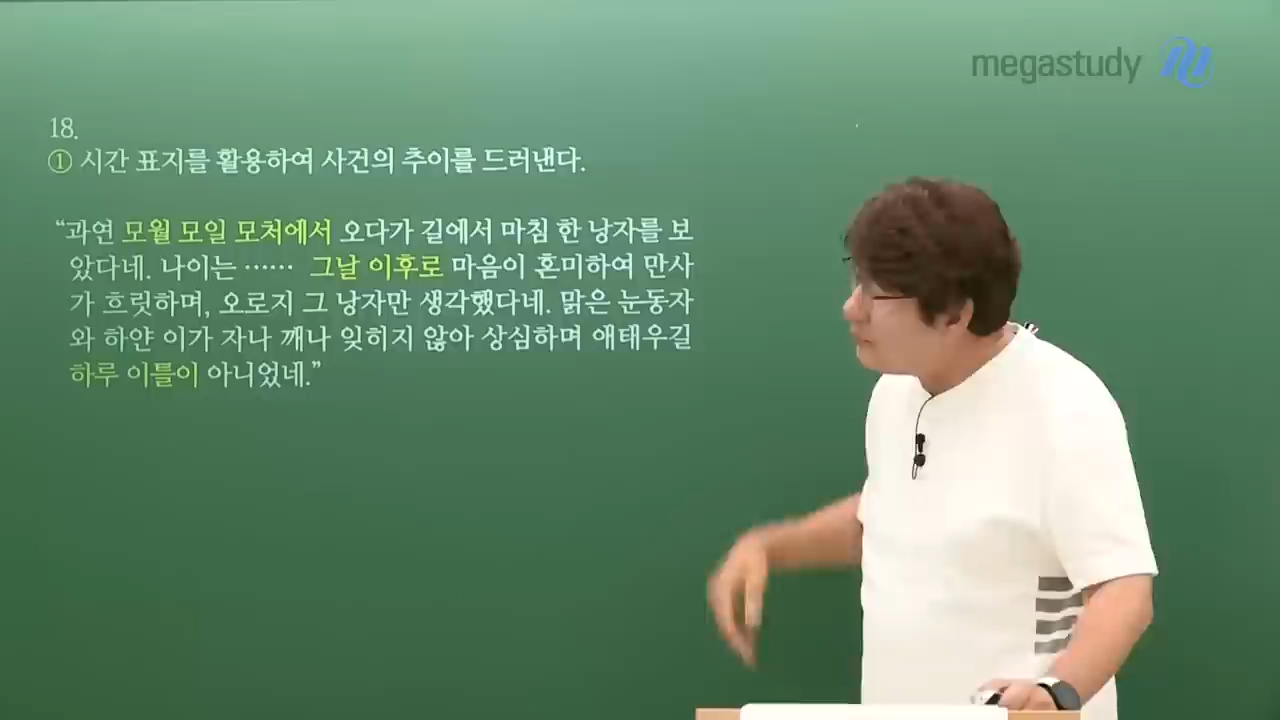 megastudy
18.
① 시간 표지를 활용하여 사건의 추이를 드러낸다.
“과연 모월 모일 모처에서 오다가 길에서 마침 한 낭자를 보
았다네. 나이는 …… 그날 이후로 마음이 혼미하여 만사
가 흐릿하며, 오로지 그 낭자만 생각했다네. 맑은 눈동자
와 하얀 이가 자나 깨나 잊히지 않아 상심하며 애태우길
하루 이틀이 아니었네.”